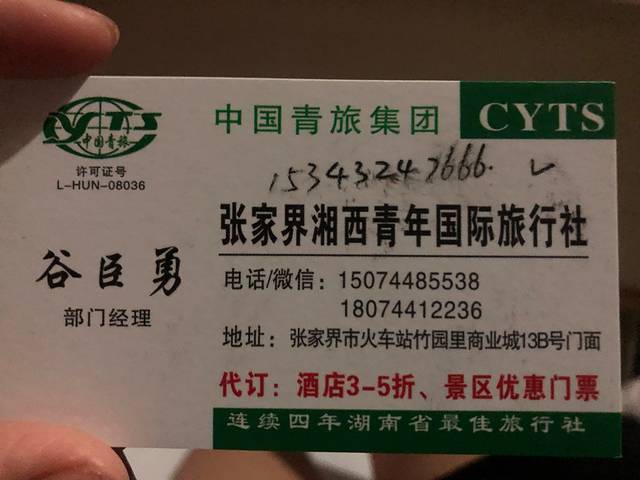 CYTS
中国青旅
许可证号
L-HUN-08036
中国青旅集团 CYTS
张家界湘西青年国际旅行社
谷臣勇
部门经理
电话/微信：15074485538
18074412236
地址：张家界市火车站竹园里商业城13B号门面
代订：酒店3-5折、景区优惠门票
连续四年湖南省最佳旅行社